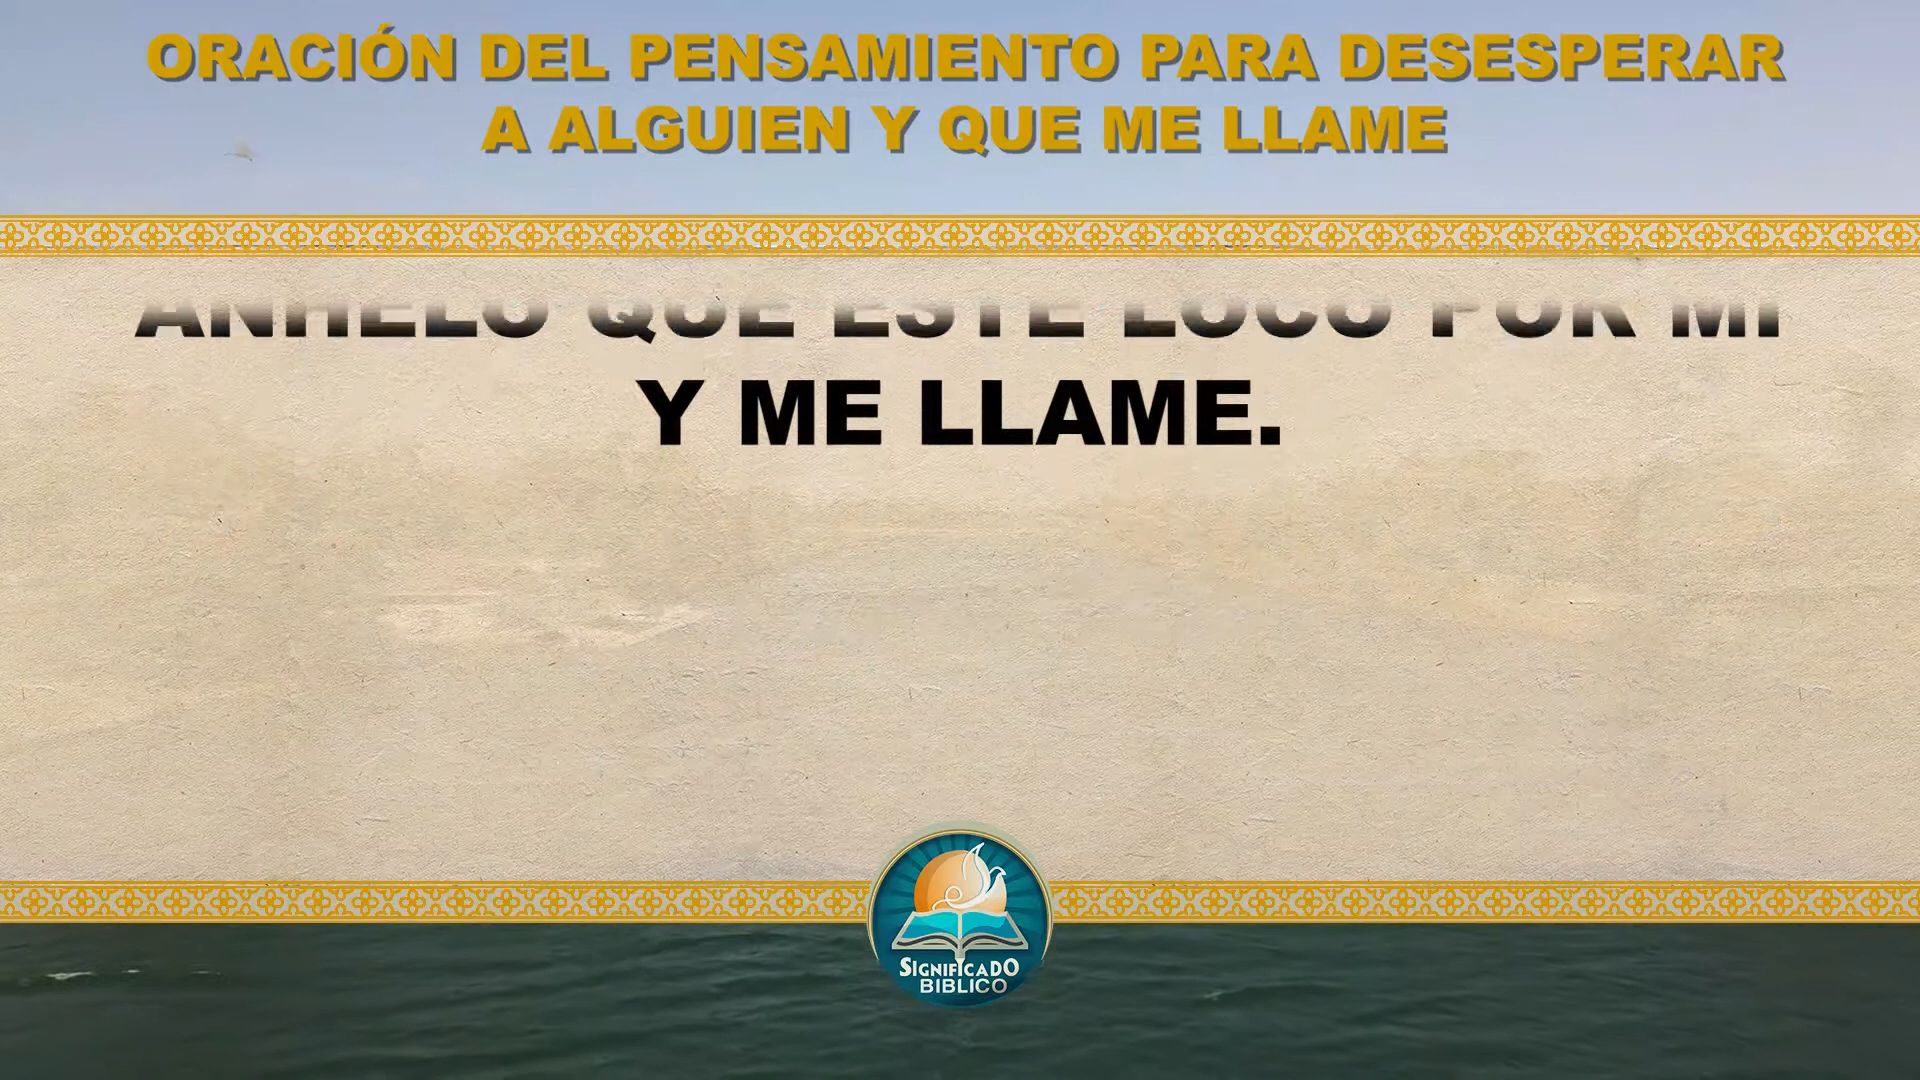 ORACIÓN DEL PENSAMIENTO PARA DESESPERAR
A ALGUIEN Y QUE ME LLAME
ANHELO QUE ESTE LOCO POR MI
Y ME LLAME.
SIGNIFICADO
BIBLICO